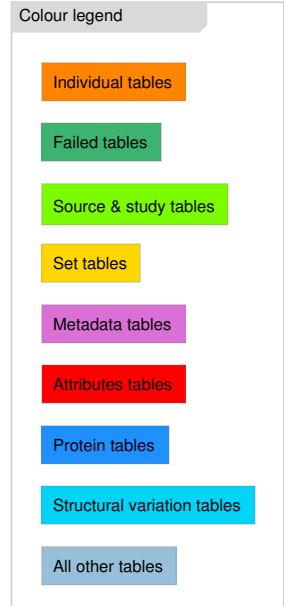 Colour legend
Individual tables
Failed tables
Source & study tables
Set tables
Metadata tables
Attributes tables
Protein tables
Structural variation tables
All other tables